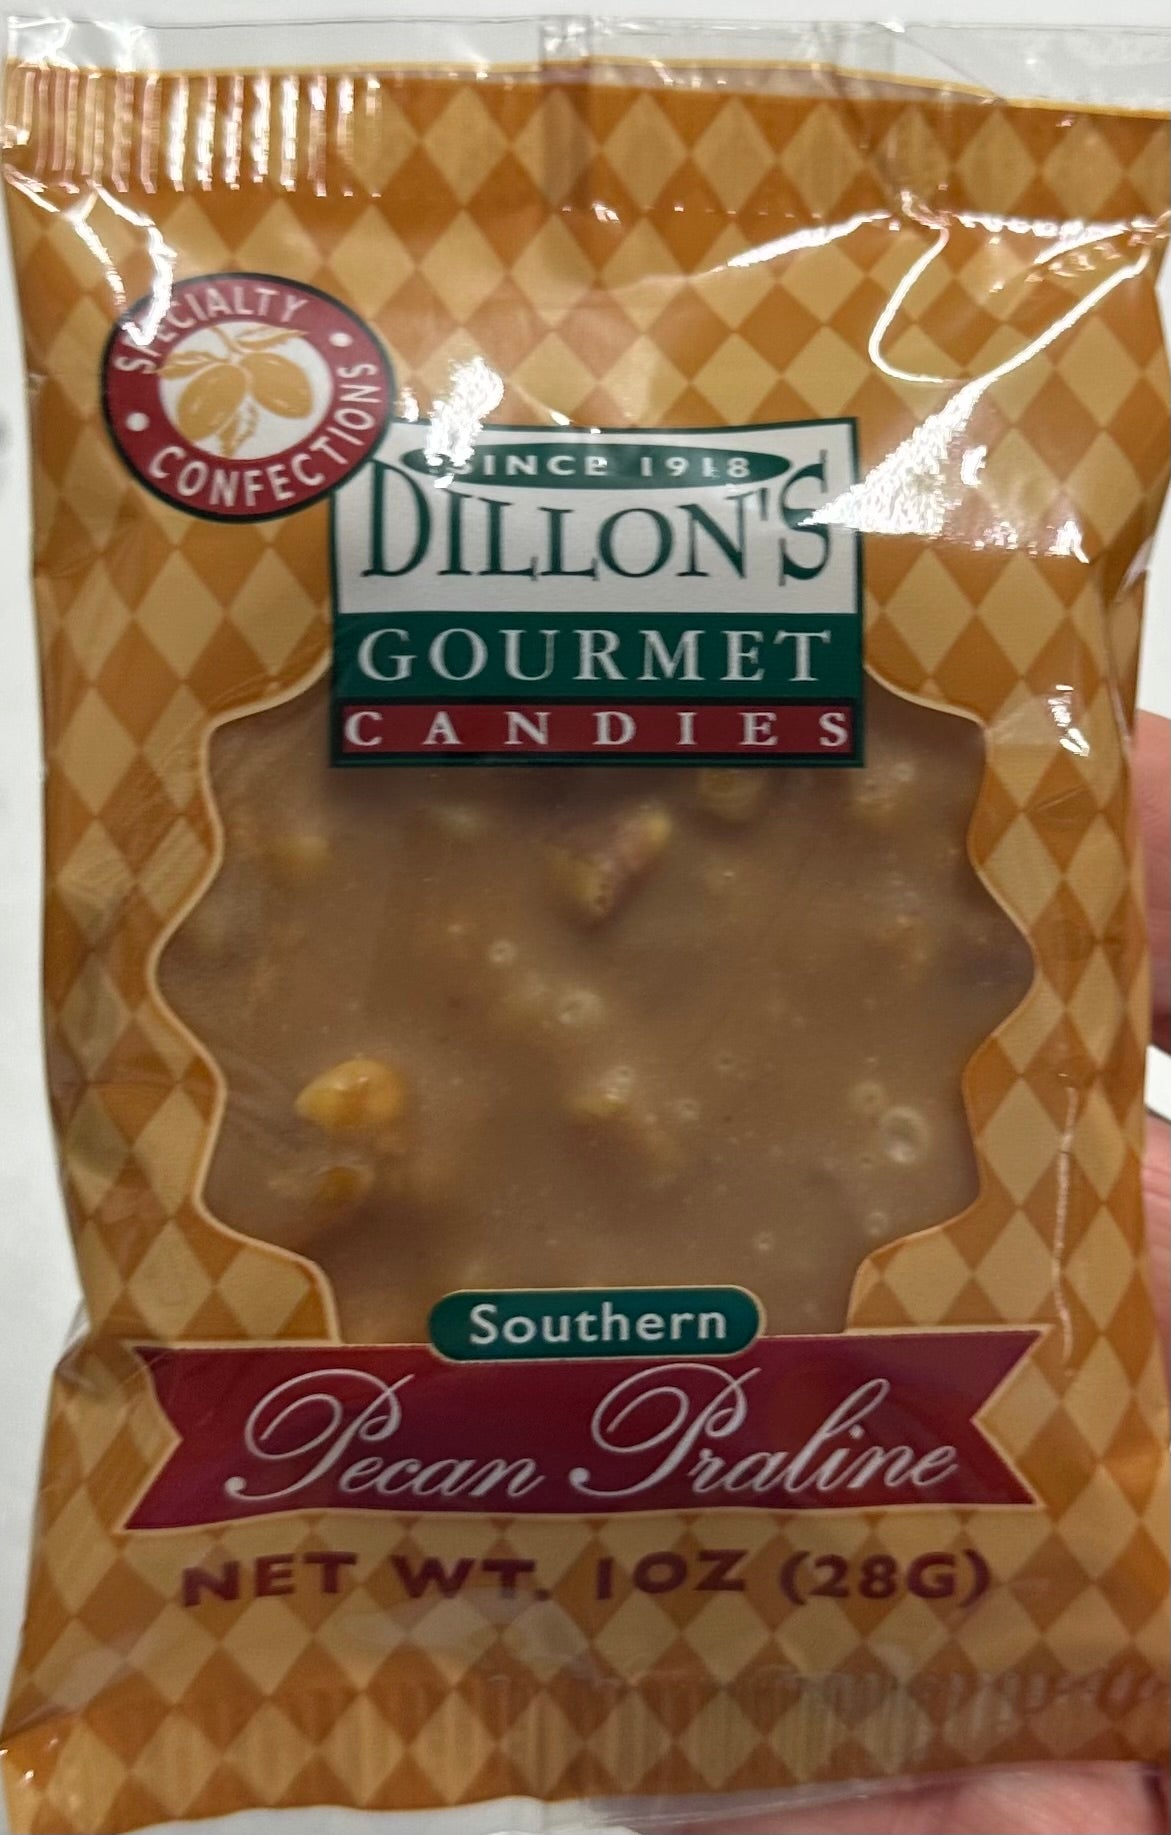 SPECIALTY
CONFECTIONS
SINCE 1918
DILLON'S
GOURMET
CANDIES
Southern
Pecan Praline
NET WT. 1OZ (28G)